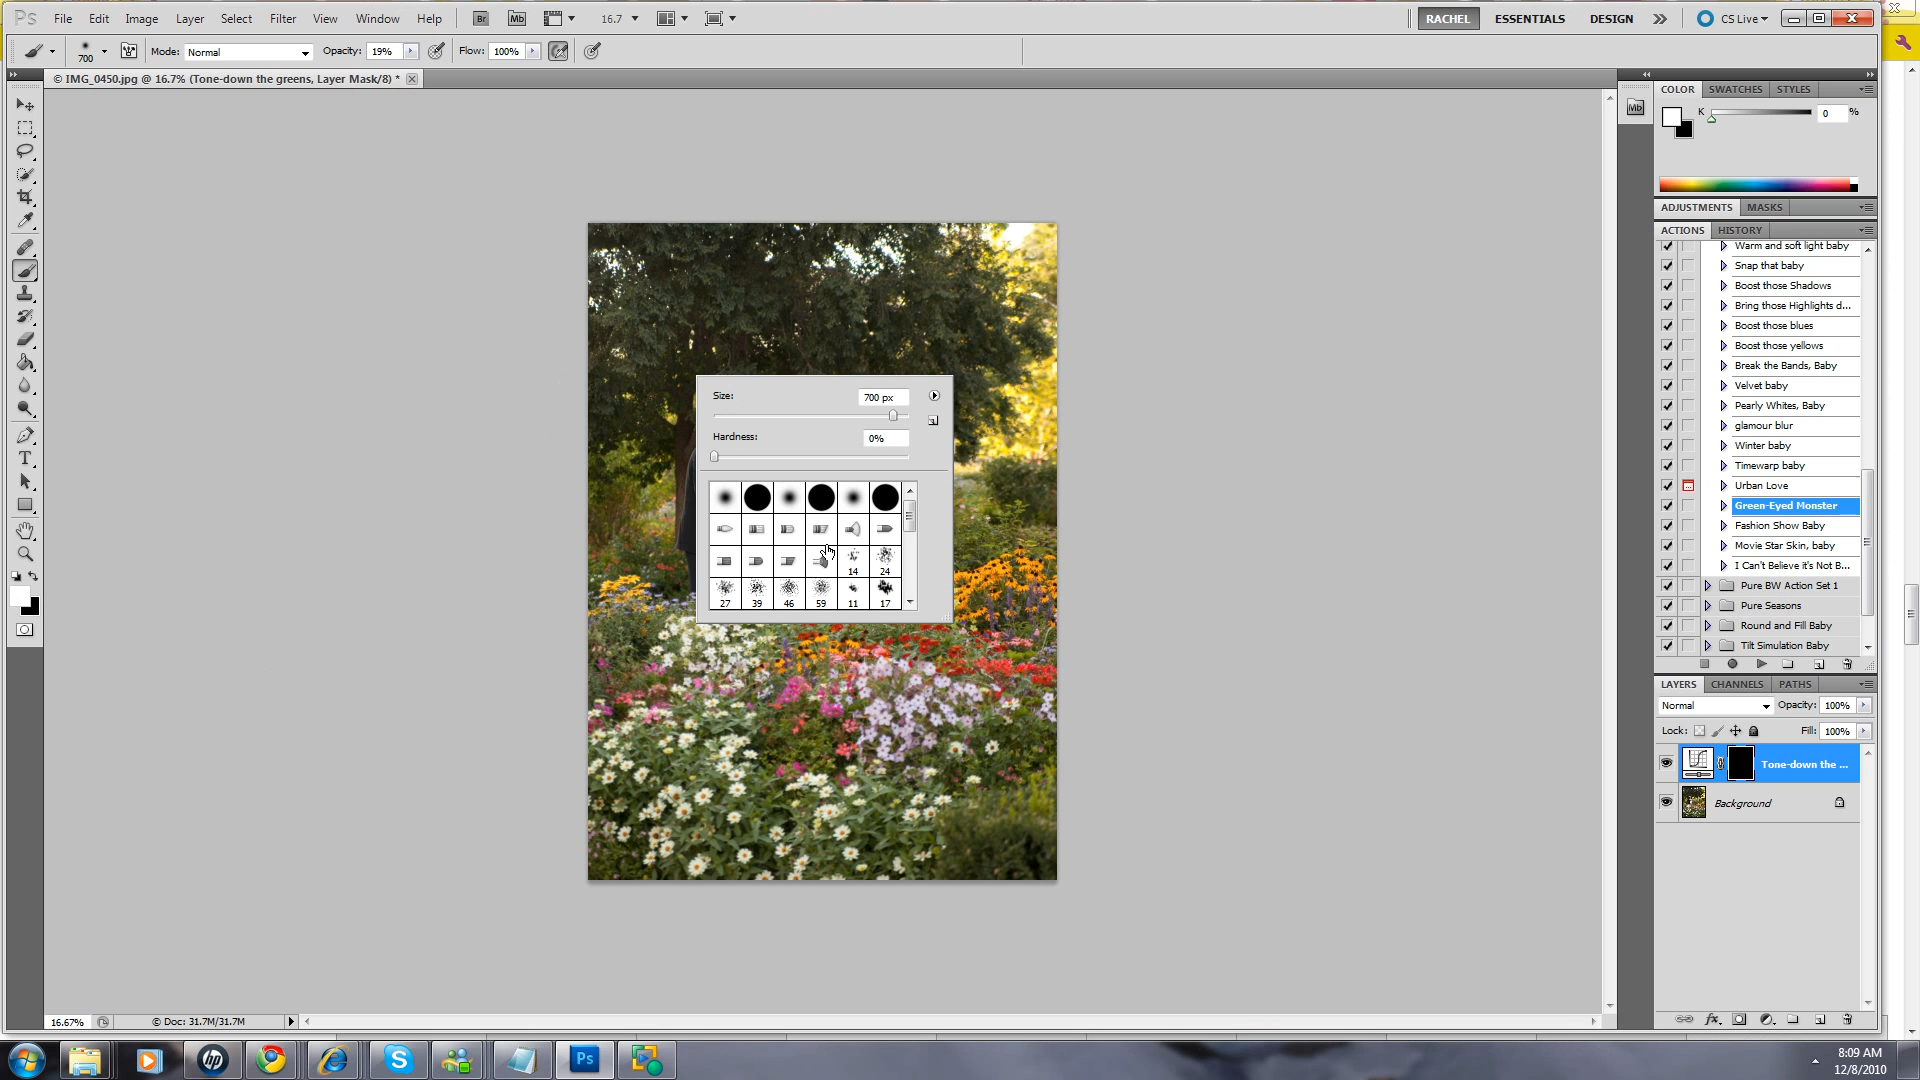 Ps File Edit Image Layer Select Filter View Window Help Br Mb 16.7 RACHEL ESSENTIALS DESIGN CS Live
700 Mode: Normal Opacity: 19% Flow: 100%
© IMG_0450.jpg @ 16.7% (Tone-down the greens, Layer Mask/8) *
COLOR SWATCHES STYLES
Mb
K 0 %
ADJUSTMENTS MASKS
ACTIONS HISTORY
Warm and soft light baby
Snap that baby
Boost those Shadows
Bring those Highlights d...
Boost those blues
Boost those yellows
Break the Bands, Baby
Velvet baby
Pearly Whites, Baby
glamour blur
Winter baby
Timewarp baby
Urban Love
Green-Eyed Monster
Fashion Show Baby
Movie Star Skin, baby
I Can't Believe it's Not B...
Pure BW Action Set 1
Pure Seasons
Round and Fill Baby
Tilt Simulation Baby
Size: 700 px
Hardness: 0%
14 24
27 39 46 59 11 17
LAYERS CHANNELS PATHS
Normal Opacity: 100%
Lock: Fill: 100%
Tone-down the ...
Background
16.67% © Doc: 31.7M/31.7M
hp Ps
8:09 AM
12/8/2010